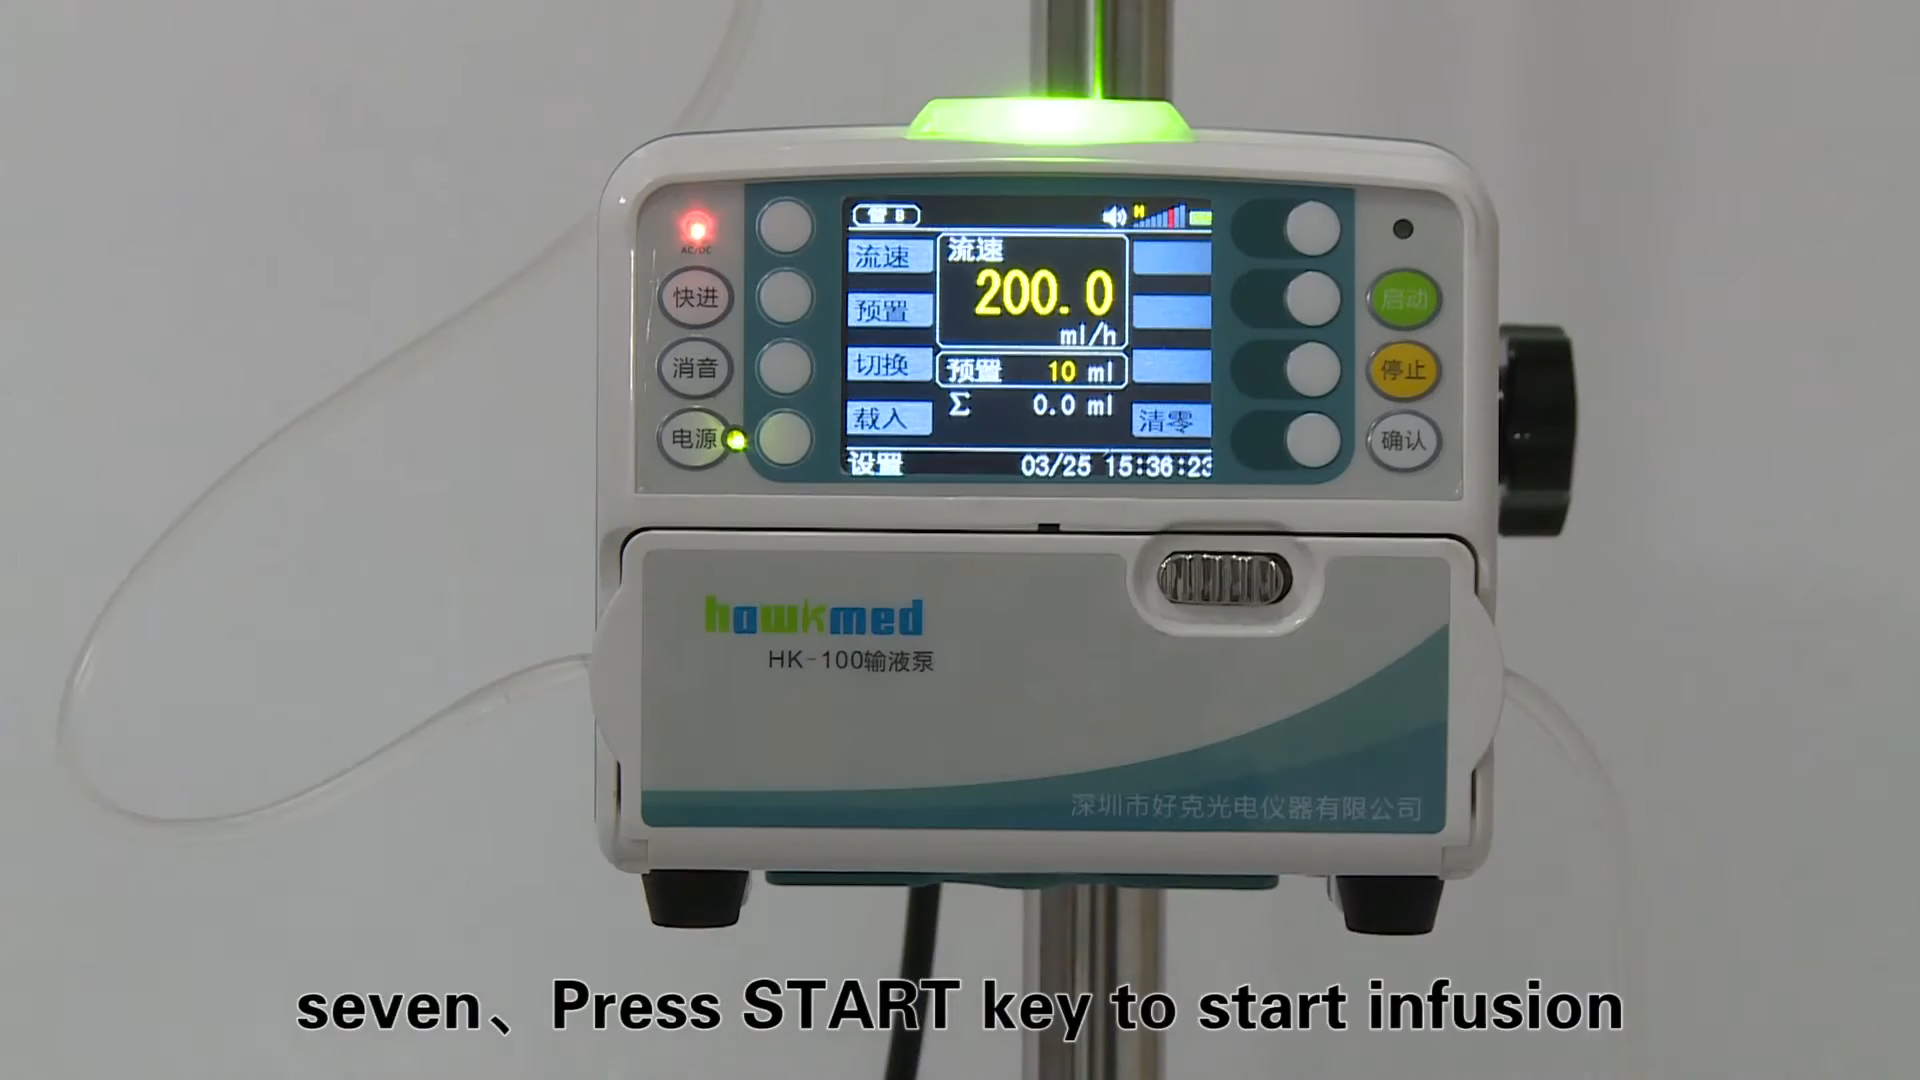 管 B
AC/DC
快进
消音
电源
流速
预置
切换
载入
流速
200.0
ml/h
预置 10 ml
Σ 0.0 ml
清零
设置 03/25 15:36:23
启动
停止
确认
hawkmed
HK-100输液泵
深圳市好克光电仪器有限公司
seven、Press START key to start infusion